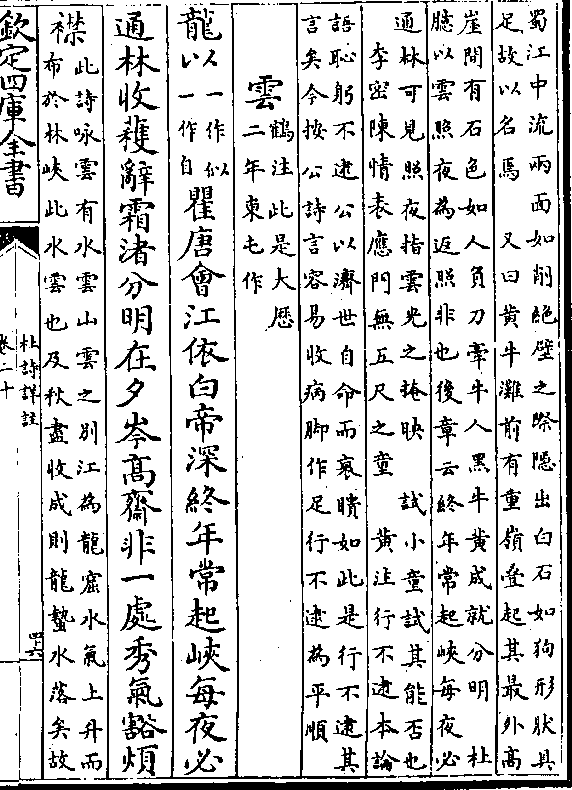 蜀江中流兩面如削絕壁之際隱出白石如狗形狀具
足故以名焉　又曰黄牛灘前有重嶺疊起其最外高
崖間有石色如人負刀牽牛人黑牛黄成就分明　杜
臆以雲照夜為返照非也後章云終年常起峽每夜必
通林可見照夜指雲光之掩映　試小童試其能否也
李密陳情表應門無五尺之童　黄注行不逮本論
語恥躬不逮公以濟世自命而衰聵如此是行不逮其
言矣今按公詩言容易收病脚作足行不逮為平順
雲
鶴注此是大厯
二年東屯作
龍以
一作似
一作自
瞿唐會江依白帝深終年常起峽每夜必
通林收穫辭霜渚分明在夕岑高齋非一處秀氣豁煩
襟
此詩咏雲有水雲山雲之别江為龍窟水氣上升而
布於林峽此水雲也及秋盡收成則龍蟄水落矣故
欽定四庫全書
杜詩詳註
卷二十